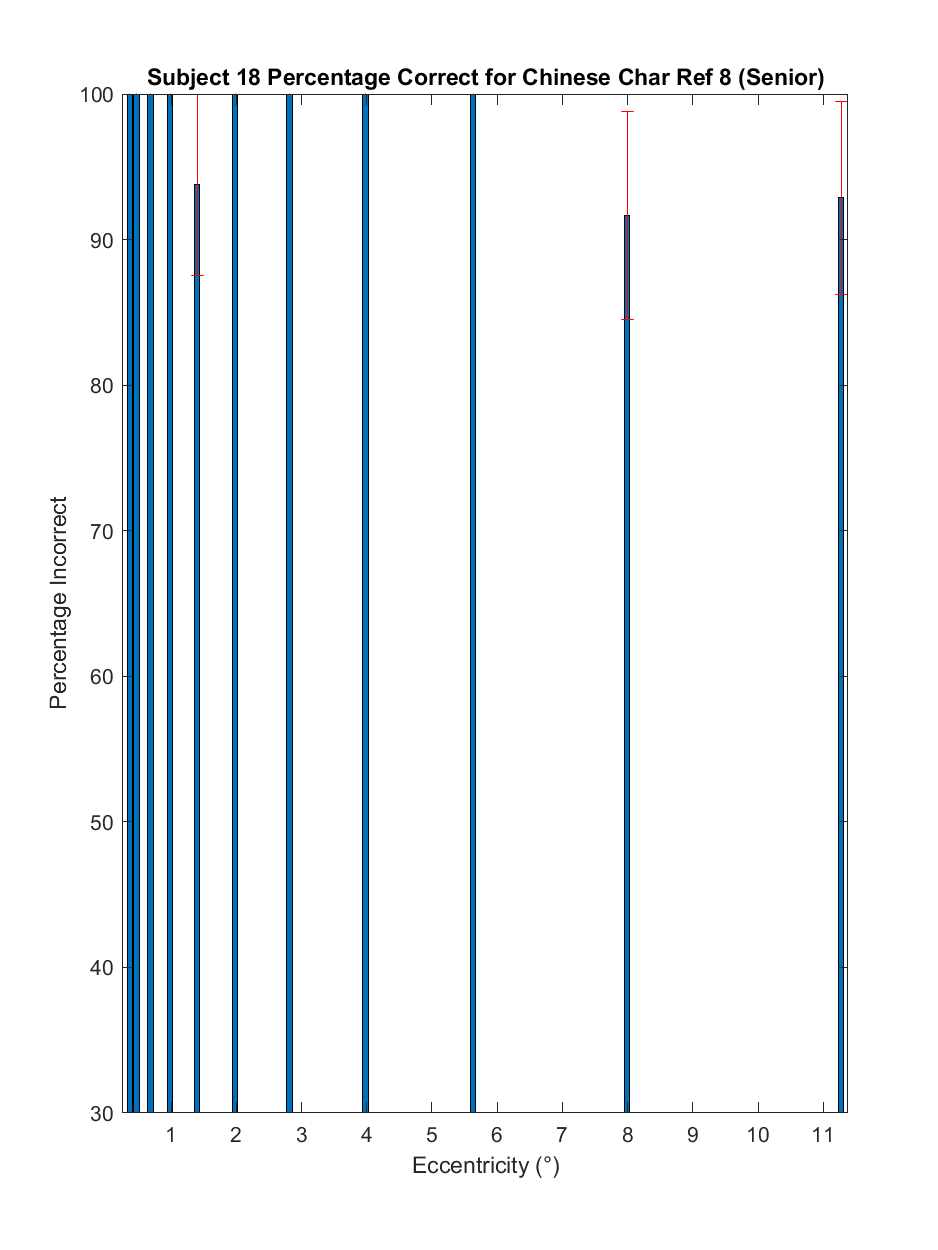 Subject 18 Percentage Correct for Chinese Char Ref 8 (Senior)
100
90
80
70
60
50
40
30
Percentage Incorrect
1 2 3 4 5 6 7 8 9 10 11
Eccentricity (°)